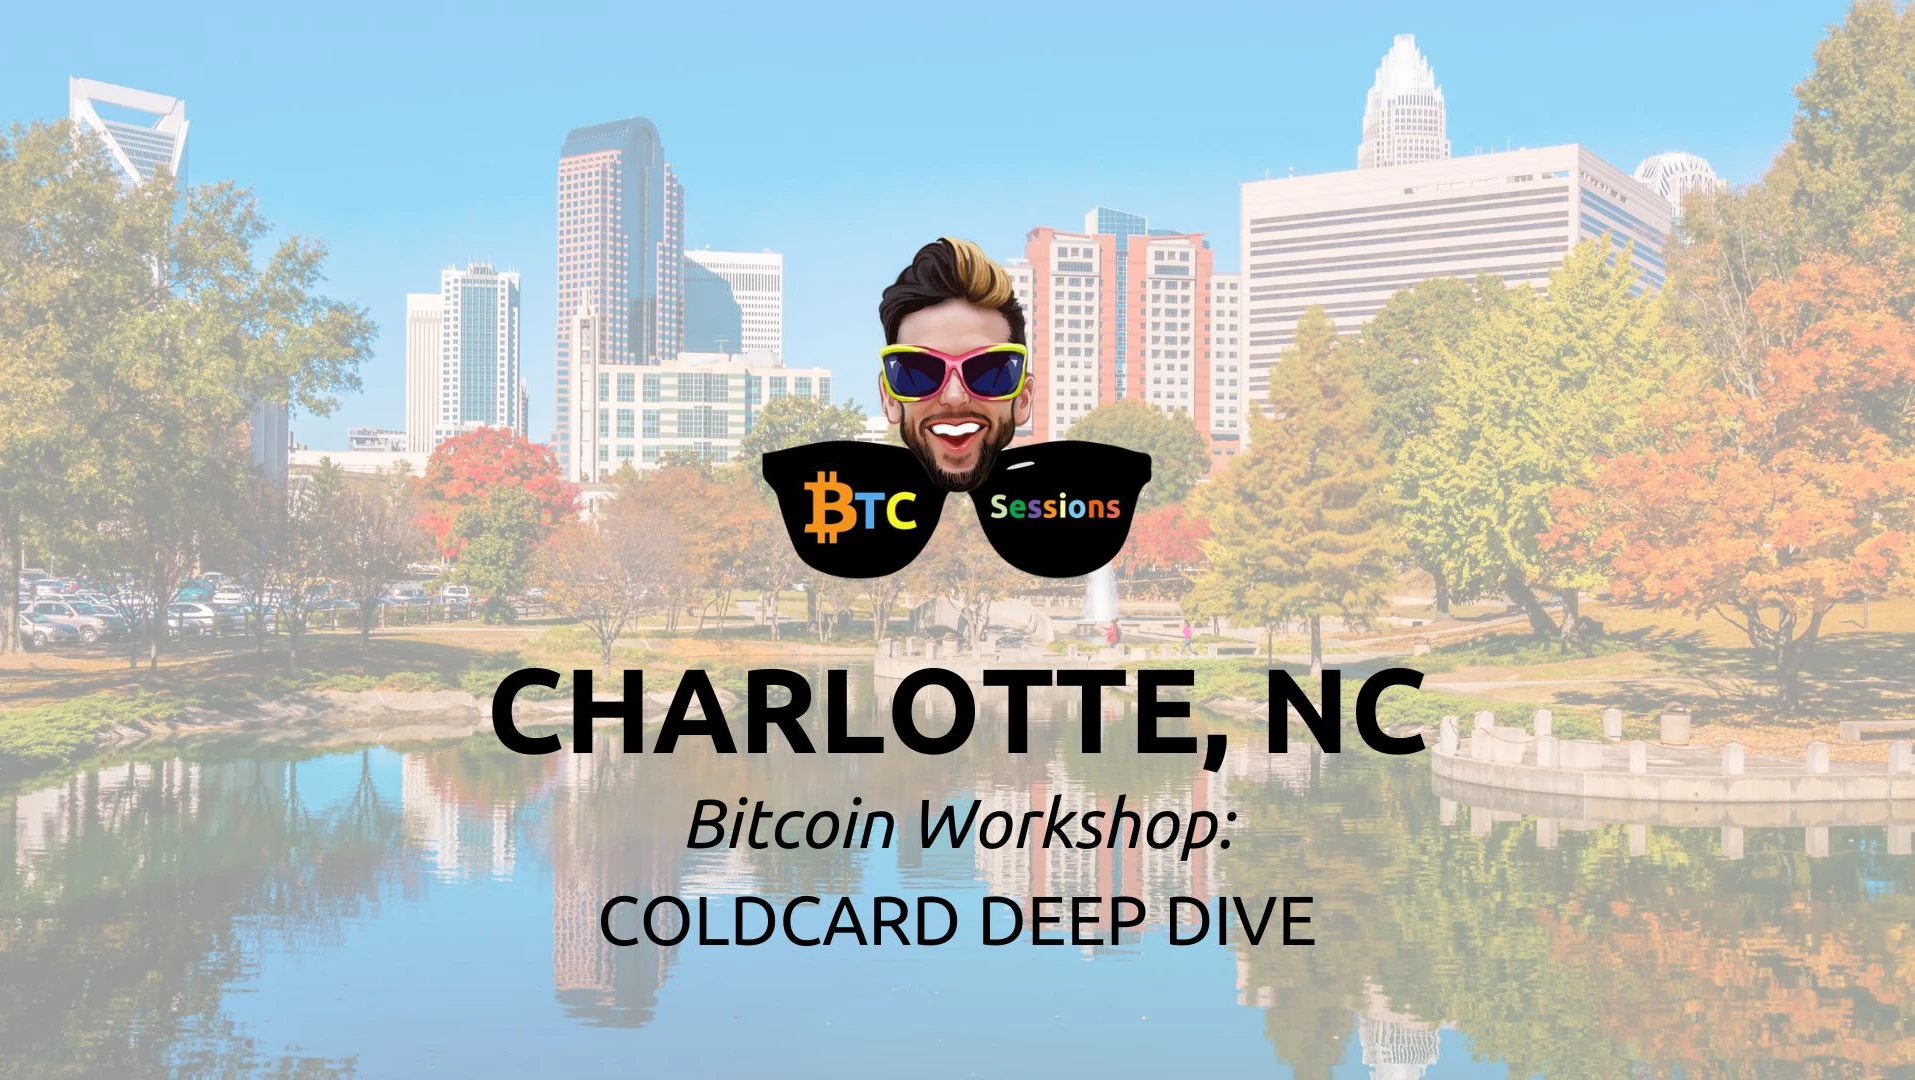 BTC Sessions
CHARLOTTE, NC
Bitcoin Workshop:
COLDCARD DEEP DIVE